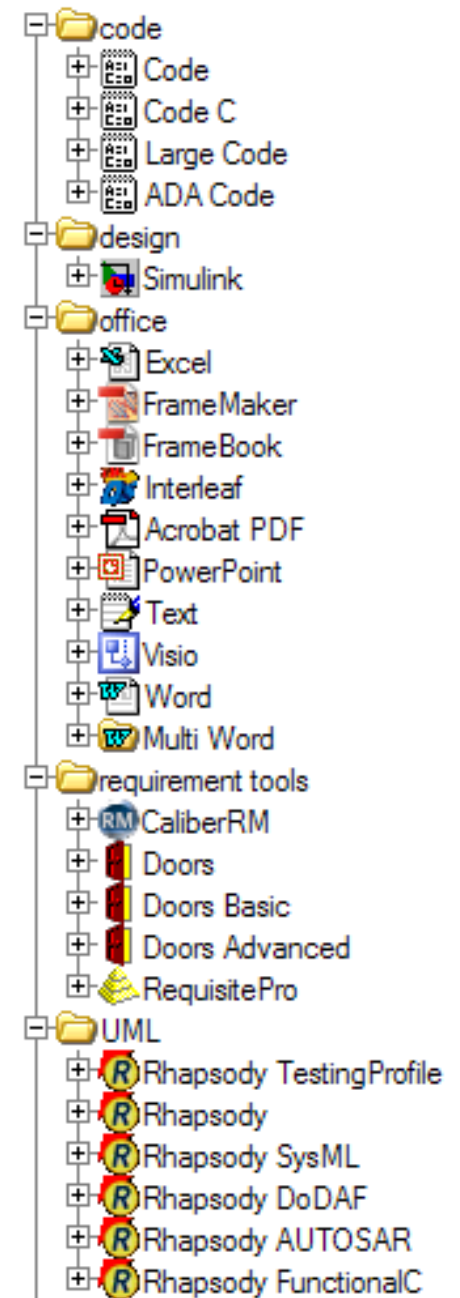 code
Code
Code C
Large Code
ADA Code
design
Simulink
office
Excel
FrameMaker
FrameBook
Interleaf
Acrobat PDF
PowerPoint
Text
Visio
Word
Multi Word
requirement tools
RM CaliberRM
Doors
Doors Basic
Doors Advanced
RequisitePro
UML
R Rhapsody TestingProfile
R Rhapsody
R Rhapsody SysML
R Rhapsody DoDAF
R Rhapsody AUTOSAR
R Rhapsody FunctionalC